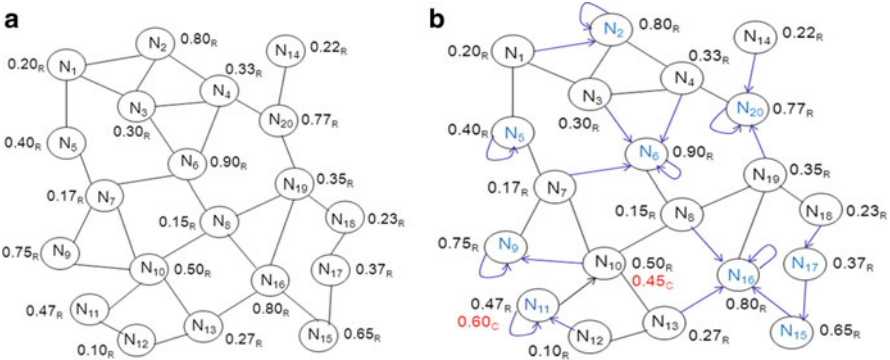 a
N2 0.80R
N14 0.22R
0.20R N1
0.33R
N4
N3
0.30R
N20 0.77R
0.40R N5
N6 0.90R
0.17R N7
N19 0.35R
0.15R N8
N18 0.23R
0.75R N9
N10 0.50R
N17 0.37R
N16
0.80R
0.47R N11
N13 0.27R
N12
0.10R
N15 0.65R
b
N2 0.80R
N14 0.22R
0.20R N1
0.33R
N4
N3
0.30R
N20 0.77R
0.40R N5
N6 0.90R
0.17R N7
N19 0.35R
0.15R N8
N18 0.23R
0.75R N9
N10 0.50R
0.45C
N17 0.37R
N16
0.80R
0.47R N11
0.60C
N13 0.27R
N12
0.10R
N15 0.65R